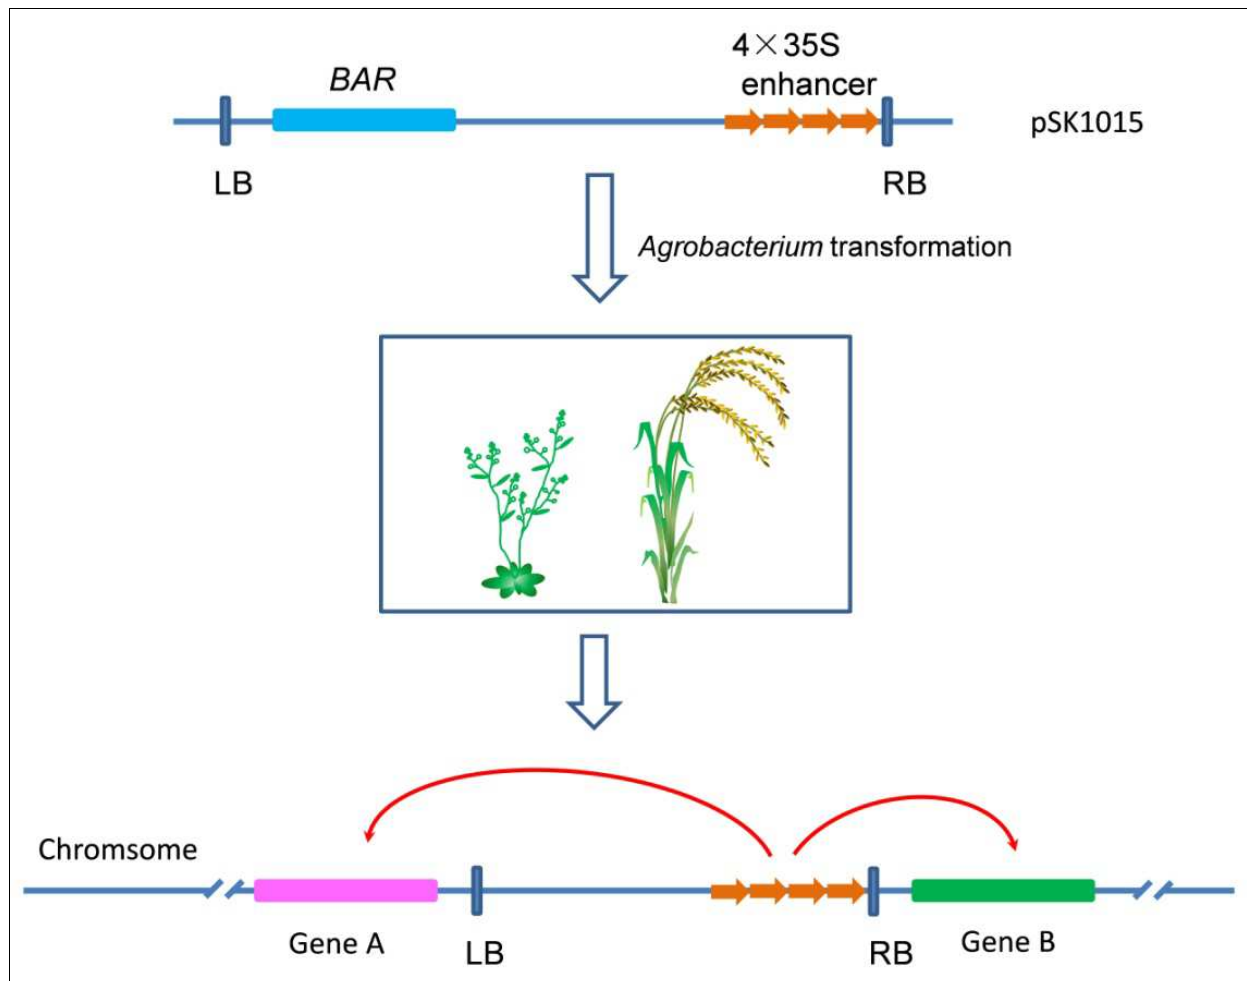 4×35S
enhancer
BAR
pSK1015
LB
RB
Agrobacterium transformation
Chromsome
Gene A
LB
RB
Gene B